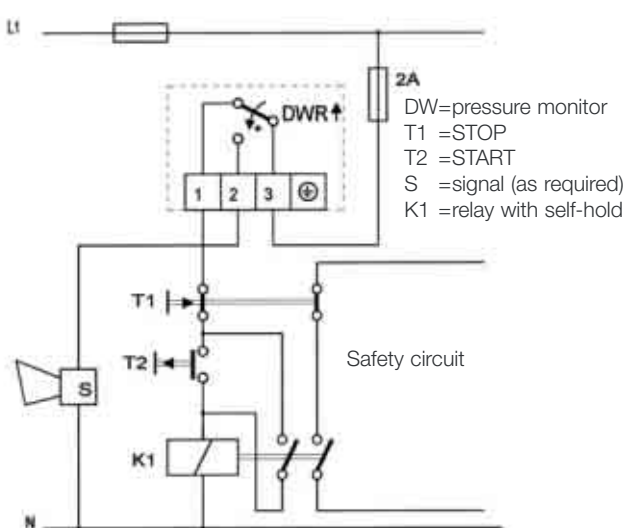 L1
2A
DWR
DW=pressure monitor
T1 =STOP
T2 =START
S =signal (as required)
K1 =relay with self-hold
1 2 3
T1
T2
Safety circuit
S
K1
N